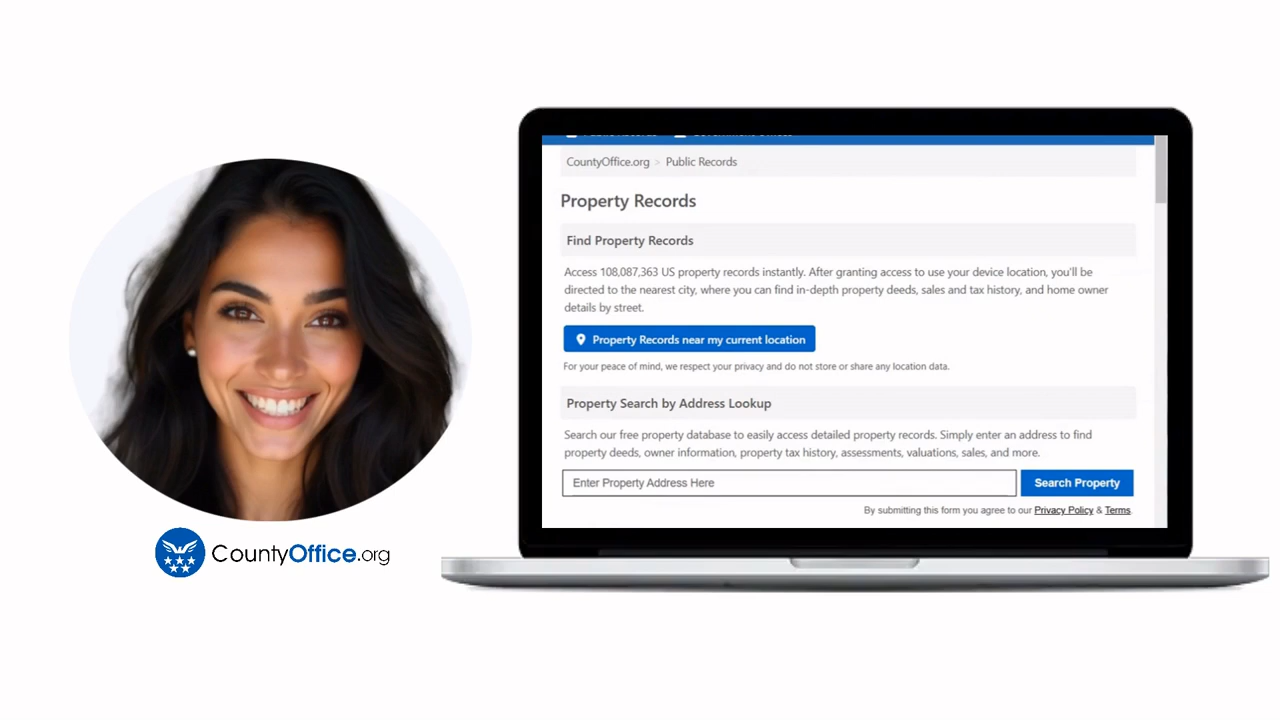 CountyOffice.org > Public Records
Property Records
Find Property Records
Access 108,087,363 US property records instantly. After granting access to use your device location, you'll be
directed to the nearest city, where you can find in-depth property deeds, sales and tax history, and home owner
details by street.
Property Records near my current location
For your peace of mind, we respect your privacy and do not store or share any location data.
Property Search by Address Lookup
Search our free property database to easily access detailed property records. Simply enter an address to find
property deeds, owner information, property tax history, assessments, valuations, sales, and more.
Enter Property Address Here
Search Property
By submitting this form you agree to our Privacy Policy & Terms.
CountyOffice.org